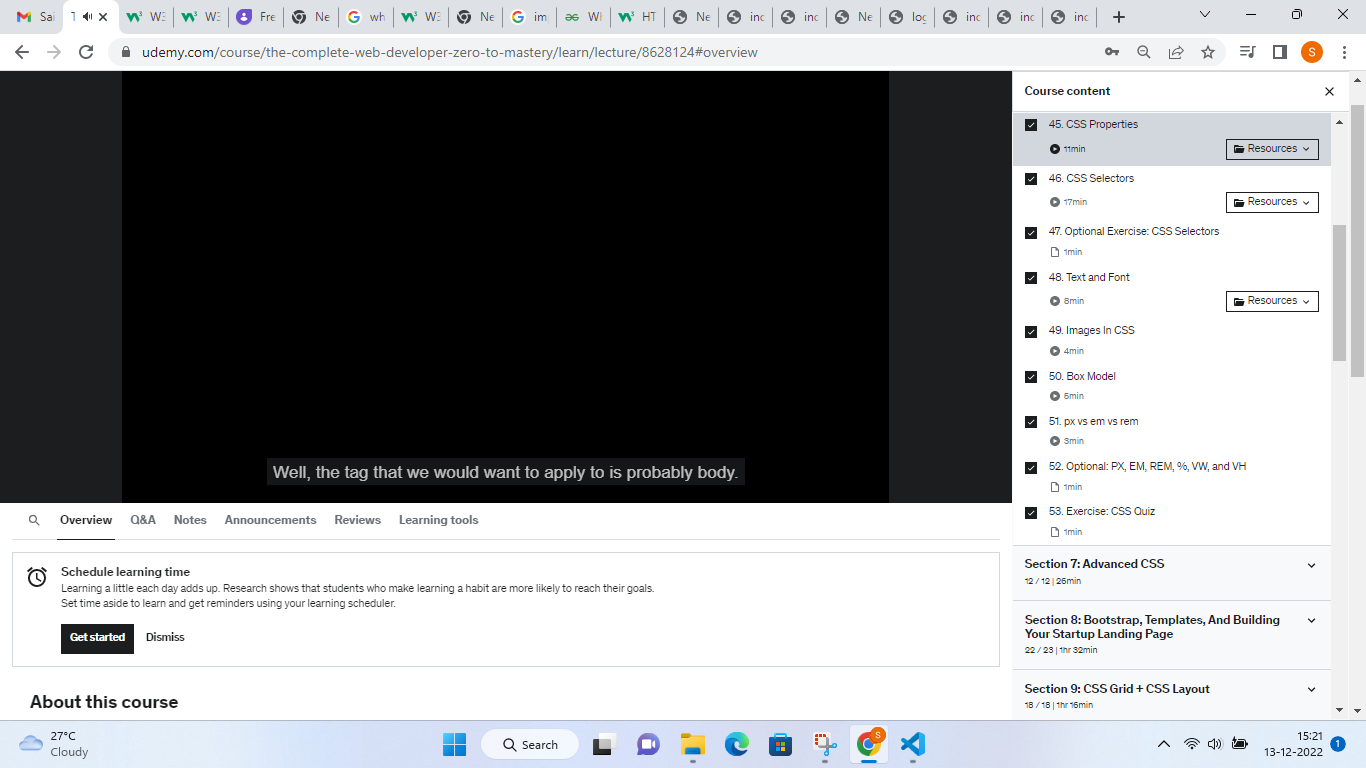 Sai
T
W3
W3
Fre
Ne
wh
W3
Ne
im
WI
HT
Ne
inc
inc
Ne
log
inc
inc
inc
udemy.com/course/the-complete-web-developer-zero-to-mastery/learn/lecture/8628124#overview
S
Well, the tag that we would want to apply to is probably body.
Overview Q&A Notes Announcements Reviews Learning tools
Schedule learning time
Learning a little each day adds up. Research shows that students who make learning a habit are more likely to reach their goals.
Set time aside to learn and get reminders using your learning scheduler.
Get started Dismiss
About this course
Course content
45. CSS Properties
11min Resources
46. CSS Selectors
17min Resources
47. Optional Exercise: CSS Selectors
1min
48. Text and Font
8min Resources
49. Images In CSS
4min
50. Box Model
5min
51. px vs em vs rem
3min
52. Optional: PX, EM, REM, %, VW, and VH
1min
53. Exercise: CSS Quiz
1min
Section 7: Advanced CSS
12 / 12 | 26min
Section 8: Bootstrap, Templates, And Building
Your Startup Landing Page
22 / 23 | 1hr 32min
Section 9: CSS Grid + CSS Layout
18 / 18 | 1hr 16min
27°C
Cloudy
Search
S
15:21
13-12-2022
1